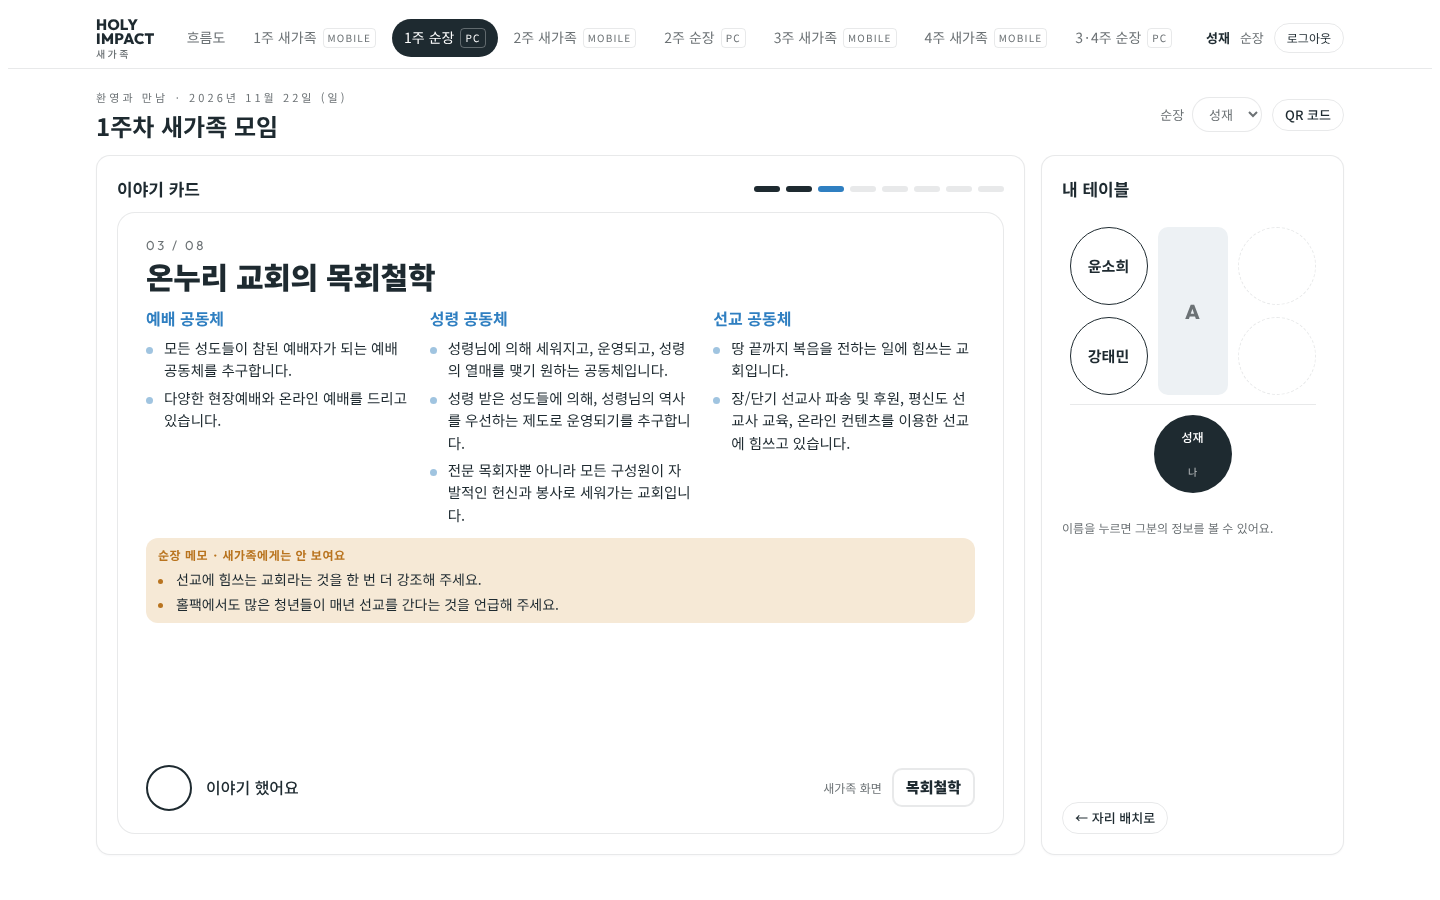 HOLY
IMPACT
새가족
흐름도
1주 새가족 MOBILE
1주 순장 PC
2주 새가족 MOBILE
2주 순장 PC
3주 새가족 MOBILE
4주 새가족 MOBILE
3·4주 순장 PC
성재 순장
로그아웃
환영과 만남 · 2026년 11월 22일 (일)
1주차 새가족 모임
순장
성재
QR 코드
이야기 카드
03 / 08
온누리 교회의 목회철학
예배 공동체
모든 성도들이 참된 예배자가 되는 예배
공동체를 추구합니다.
다양한 현장예배와 온라인 예배를 드리고
있습니다.
성령 공동체
성령님에 의해 세워지고, 운영되고, 성령
의 열매를 맺기 원하는 공동체입니다.
성령 받은 성도들에 의해, 성령님의 역사
를 우선하는 제도로 운영되기를 추구합니
다.
전문 목회자뿐 아니라 모든 구성원이 자
발적인 헌신과 봉사로 세워가는 교회입니
다.
선교 공동체
땅 끝까지 복음을 전하는 일에 힘쓰는 교
회입니다.
장/단기 선교사 파송 및 후원, 평신도 선
교사 교육, 온라인 컨텐츠를 이용한 선교
에 힘쓰고 있습니다.
순장 메모 · 새가족에게는 안 보여요
선교에 힘쓰는 교회라는 것을 한 번 더 강조해 주세요.
홀팩에서도 많은 청년들이 매년 선교를 간다는 것을 언급해 주세요.
이야기 했어요
새가족 화면
목회철학
내 테이블
윤소희
A
강태민
성재
나
이름을 누르면 그분의 정보를 볼 수 있어요.
← 자리 배치로